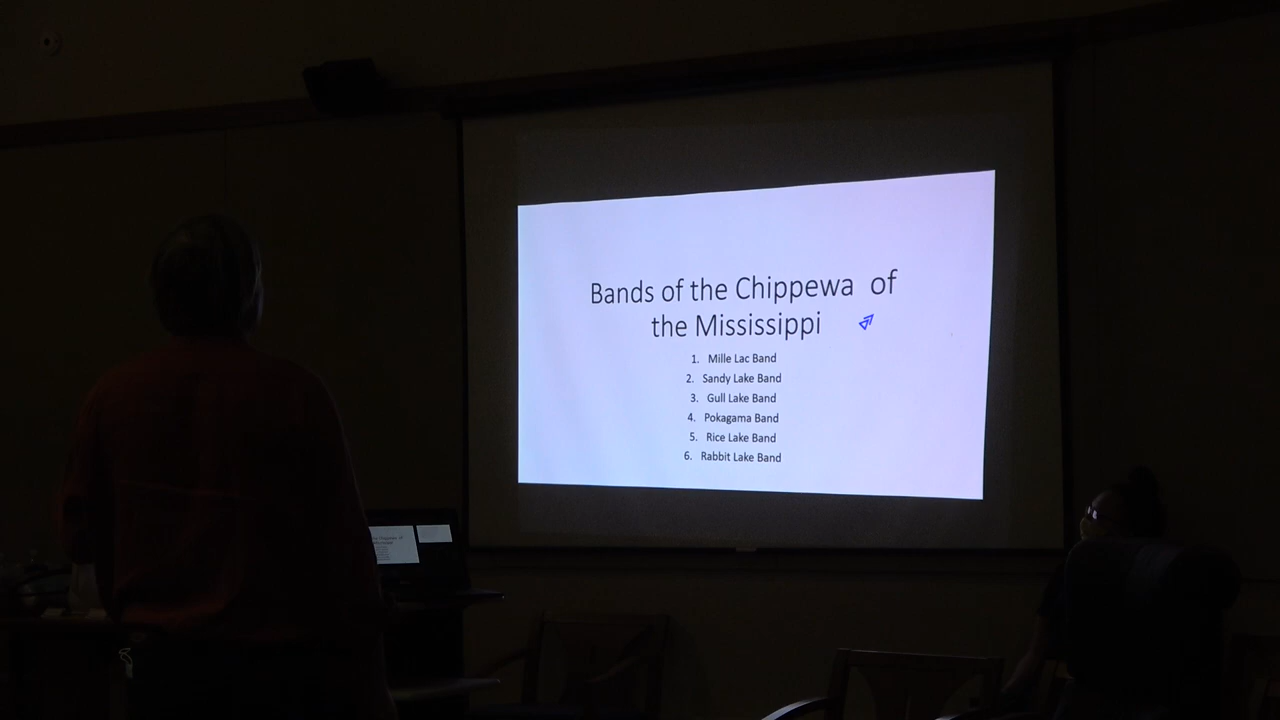 Bands of the Chippewa of
the Mississippi
1. Mille Lac Band
2. Sandy Lake Band
3. Gull Lake Band
4. Pokagama Band
5. Rice Lake Band
6. Rabbit Lake Band